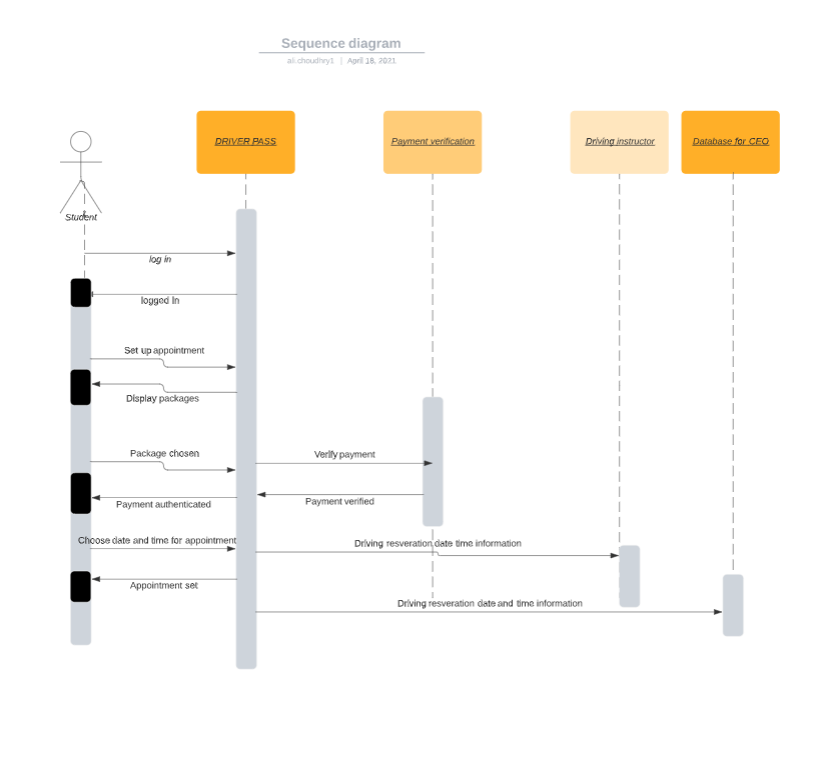 Sequence diagram
ali.choudhry1 | April 18, 2021
DRIVER PASS
Payment verification
Driving instructor
Database for CEO
Student
log in
logged In
Set up appointment
Display packages
Package chosen
Verify payment
Payment authenticated
Payment verified
Choose date and time for appointment
Driving resveration date time information
Appointment set
Driving resveration date and time information